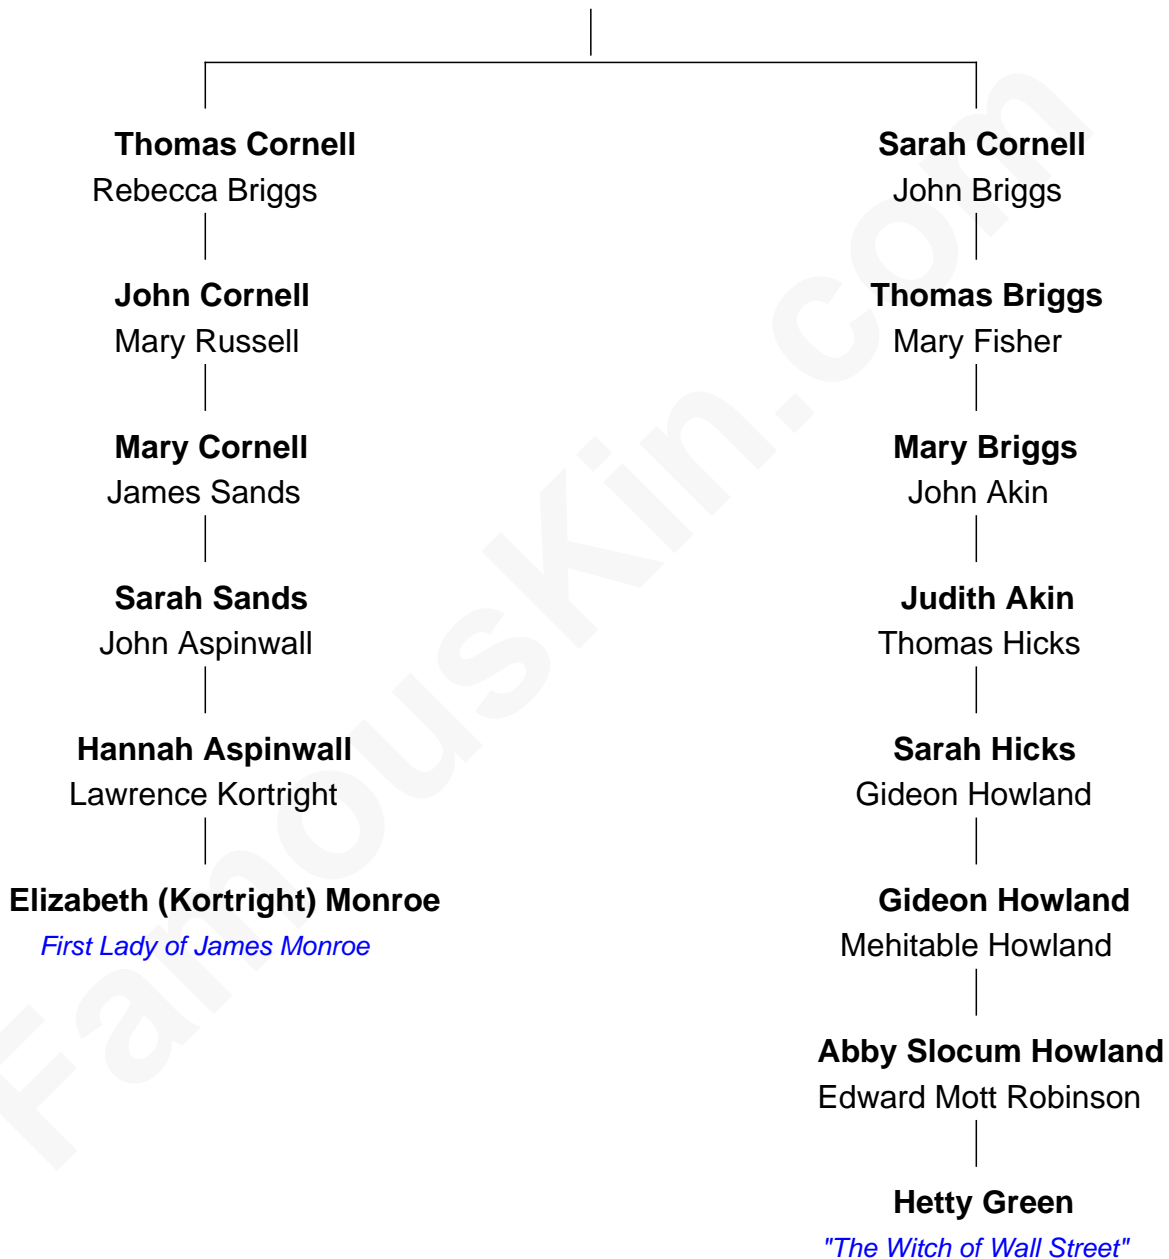 Thomas Cornell
Rebecca Briggs
John Cornell
Mary Russell
Mary Cornell
James Sands
Sarah Sands
John Aspinwall
Hannah Aspinwall
Lawrence Kortright
Elizabeth (Kortright) Monroe
First Lady of James Monroe
Sarah Cornell
John Briggs
Thomas Briggs
Mary Fisher
Mary Briggs
John Akin
Judith Akin
Thomas Hicks
Sarah Hicks
Gideon Howland
Gideon Howland
Mehitable Howland
Abby Slocum Howland
Edward Mott Robinson
Hetty Green
"The Witch of Wall Street"
FamousKin.com